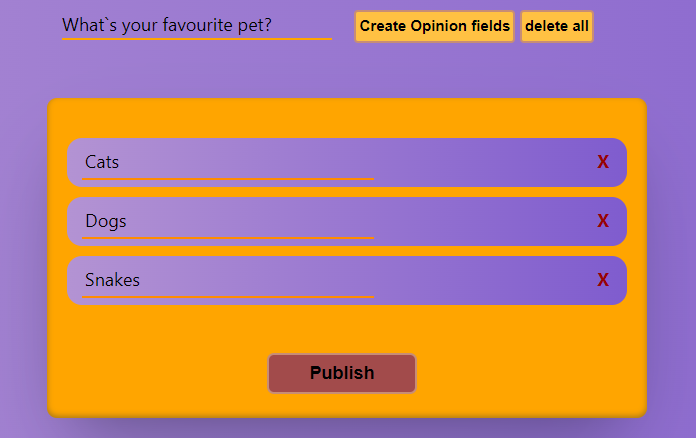 What`s your favourite pet? Create Opinion fields delete all
Cats X
Dogs X
Snakes X
Publish